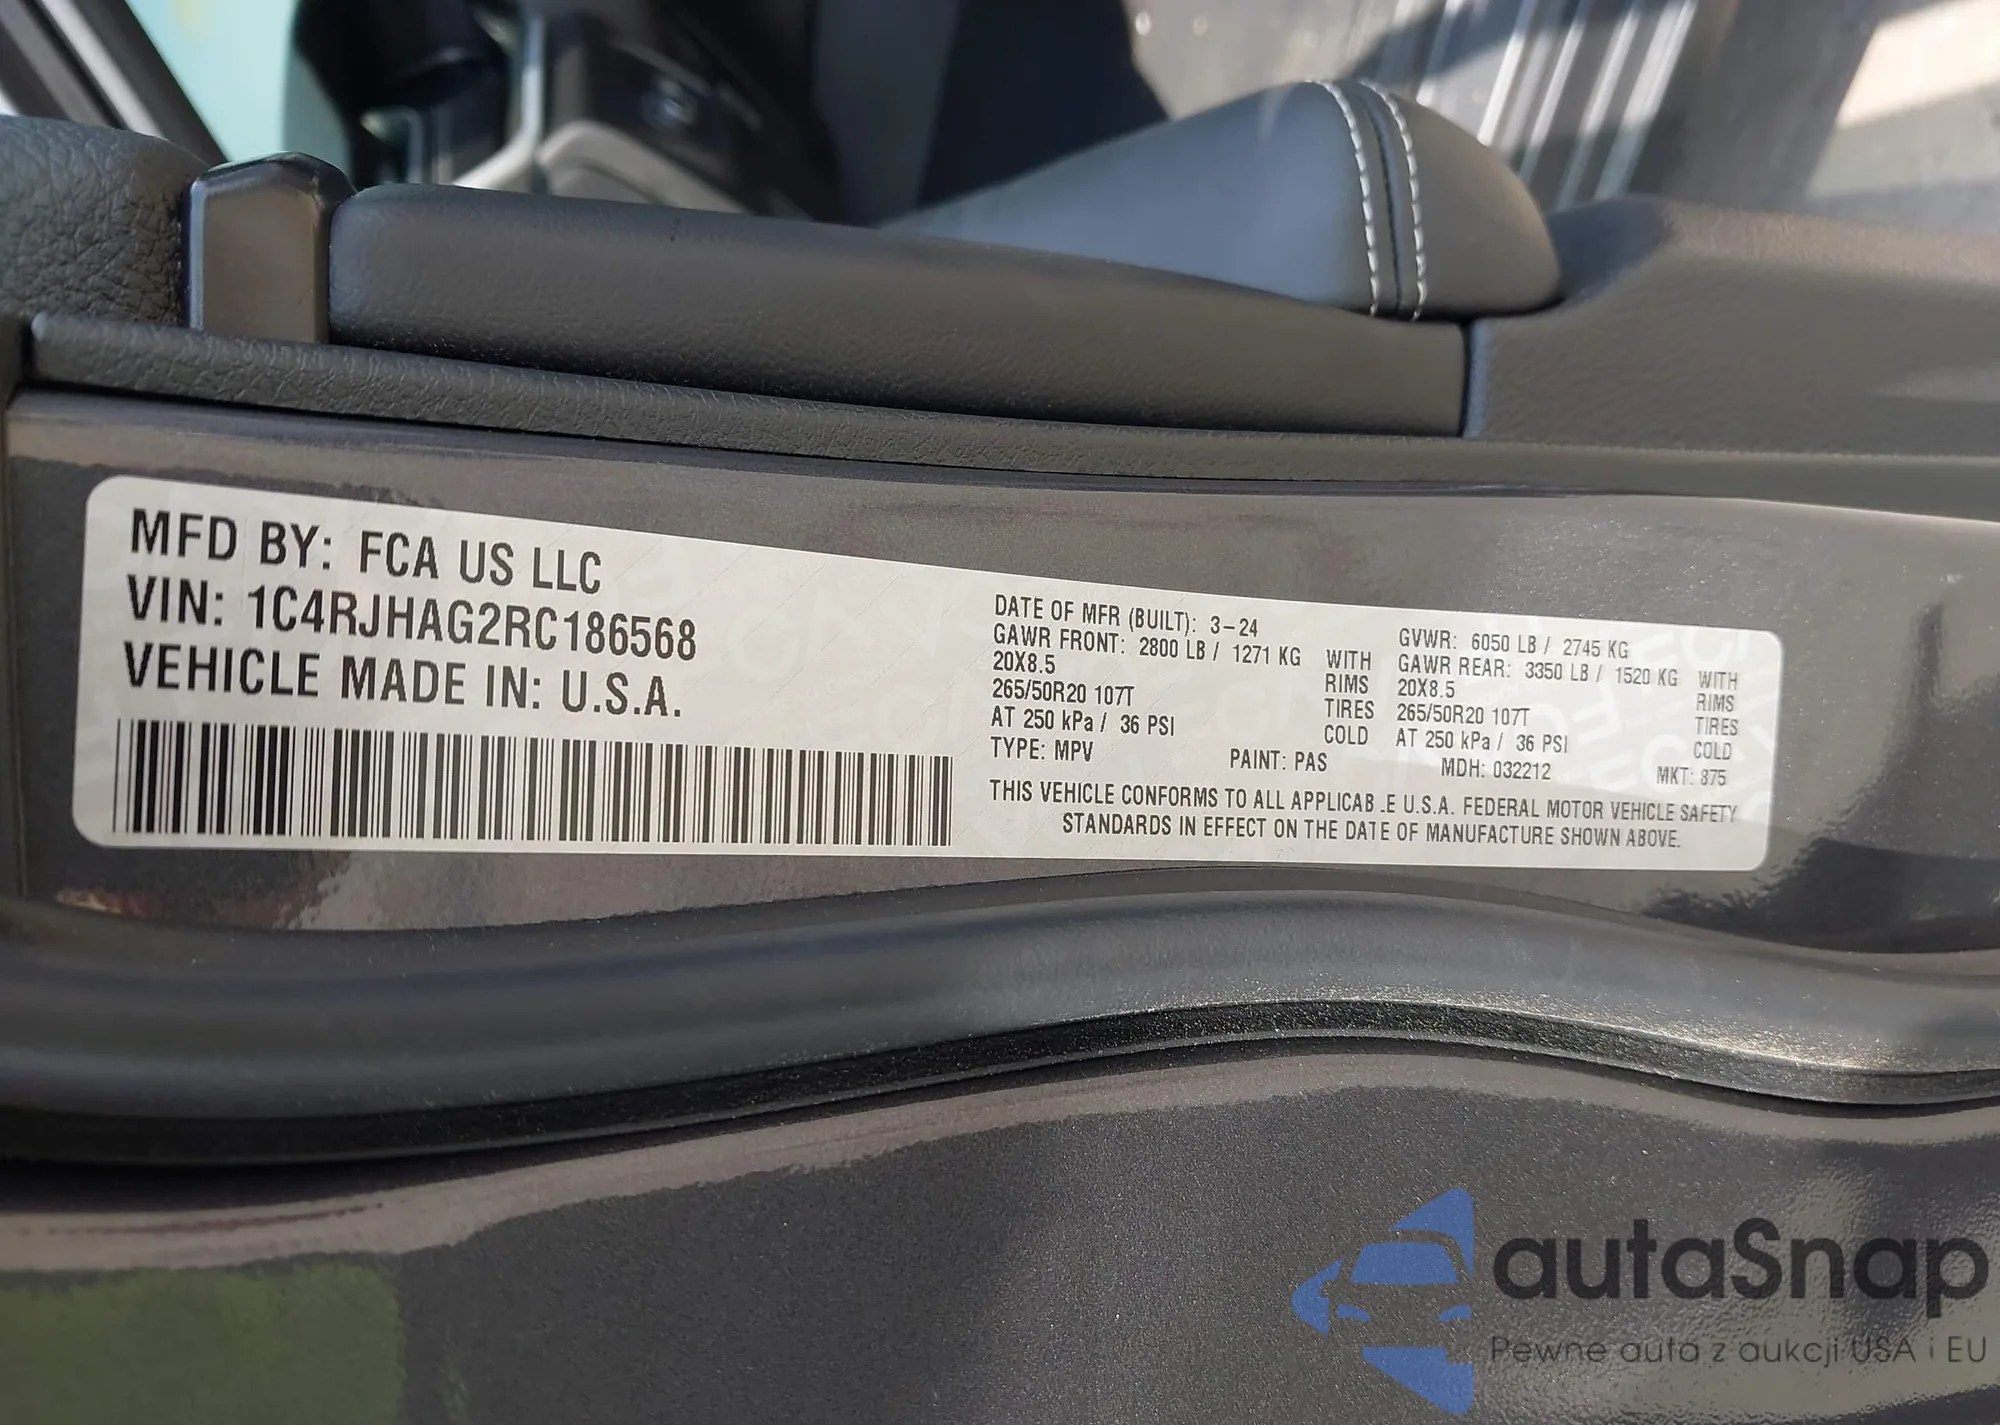 MFD BY: FCA US LLC
VIN: 1C4RJHAG2RC186568
VEHICLE MADE IN: U.S.A.
DATE OF MFR (BUILT): 3-24
GAWR FRONT: 2800 LB / 1271 KG WITH
20X8.5 RIMS
265/50R20 107T TIRES
AT 250 kPa / 36 PSI COLD
GVWR: 6050 LB / 2745 KG
GAWR REAR: 3350 LB / 1520 KG WITH
20X8.5 RIMS
265/50R20 107T TIRES
AT 250 kPa / 36 PSI COLD
TYPE: MPV PAINT: PAS MDH: 032212 MKT: 875
THIS VEHICLE CONFORMS TO ALL APPLICAB.E U.S.A. FEDERAL MOTOR VEHICLE SAFETY
STANDARDS IN EFFECT ON THE DATE OF MANUFACTURE SHOWN ABOVE.
autaSnap
Pewne auta z aukcji USA i EU